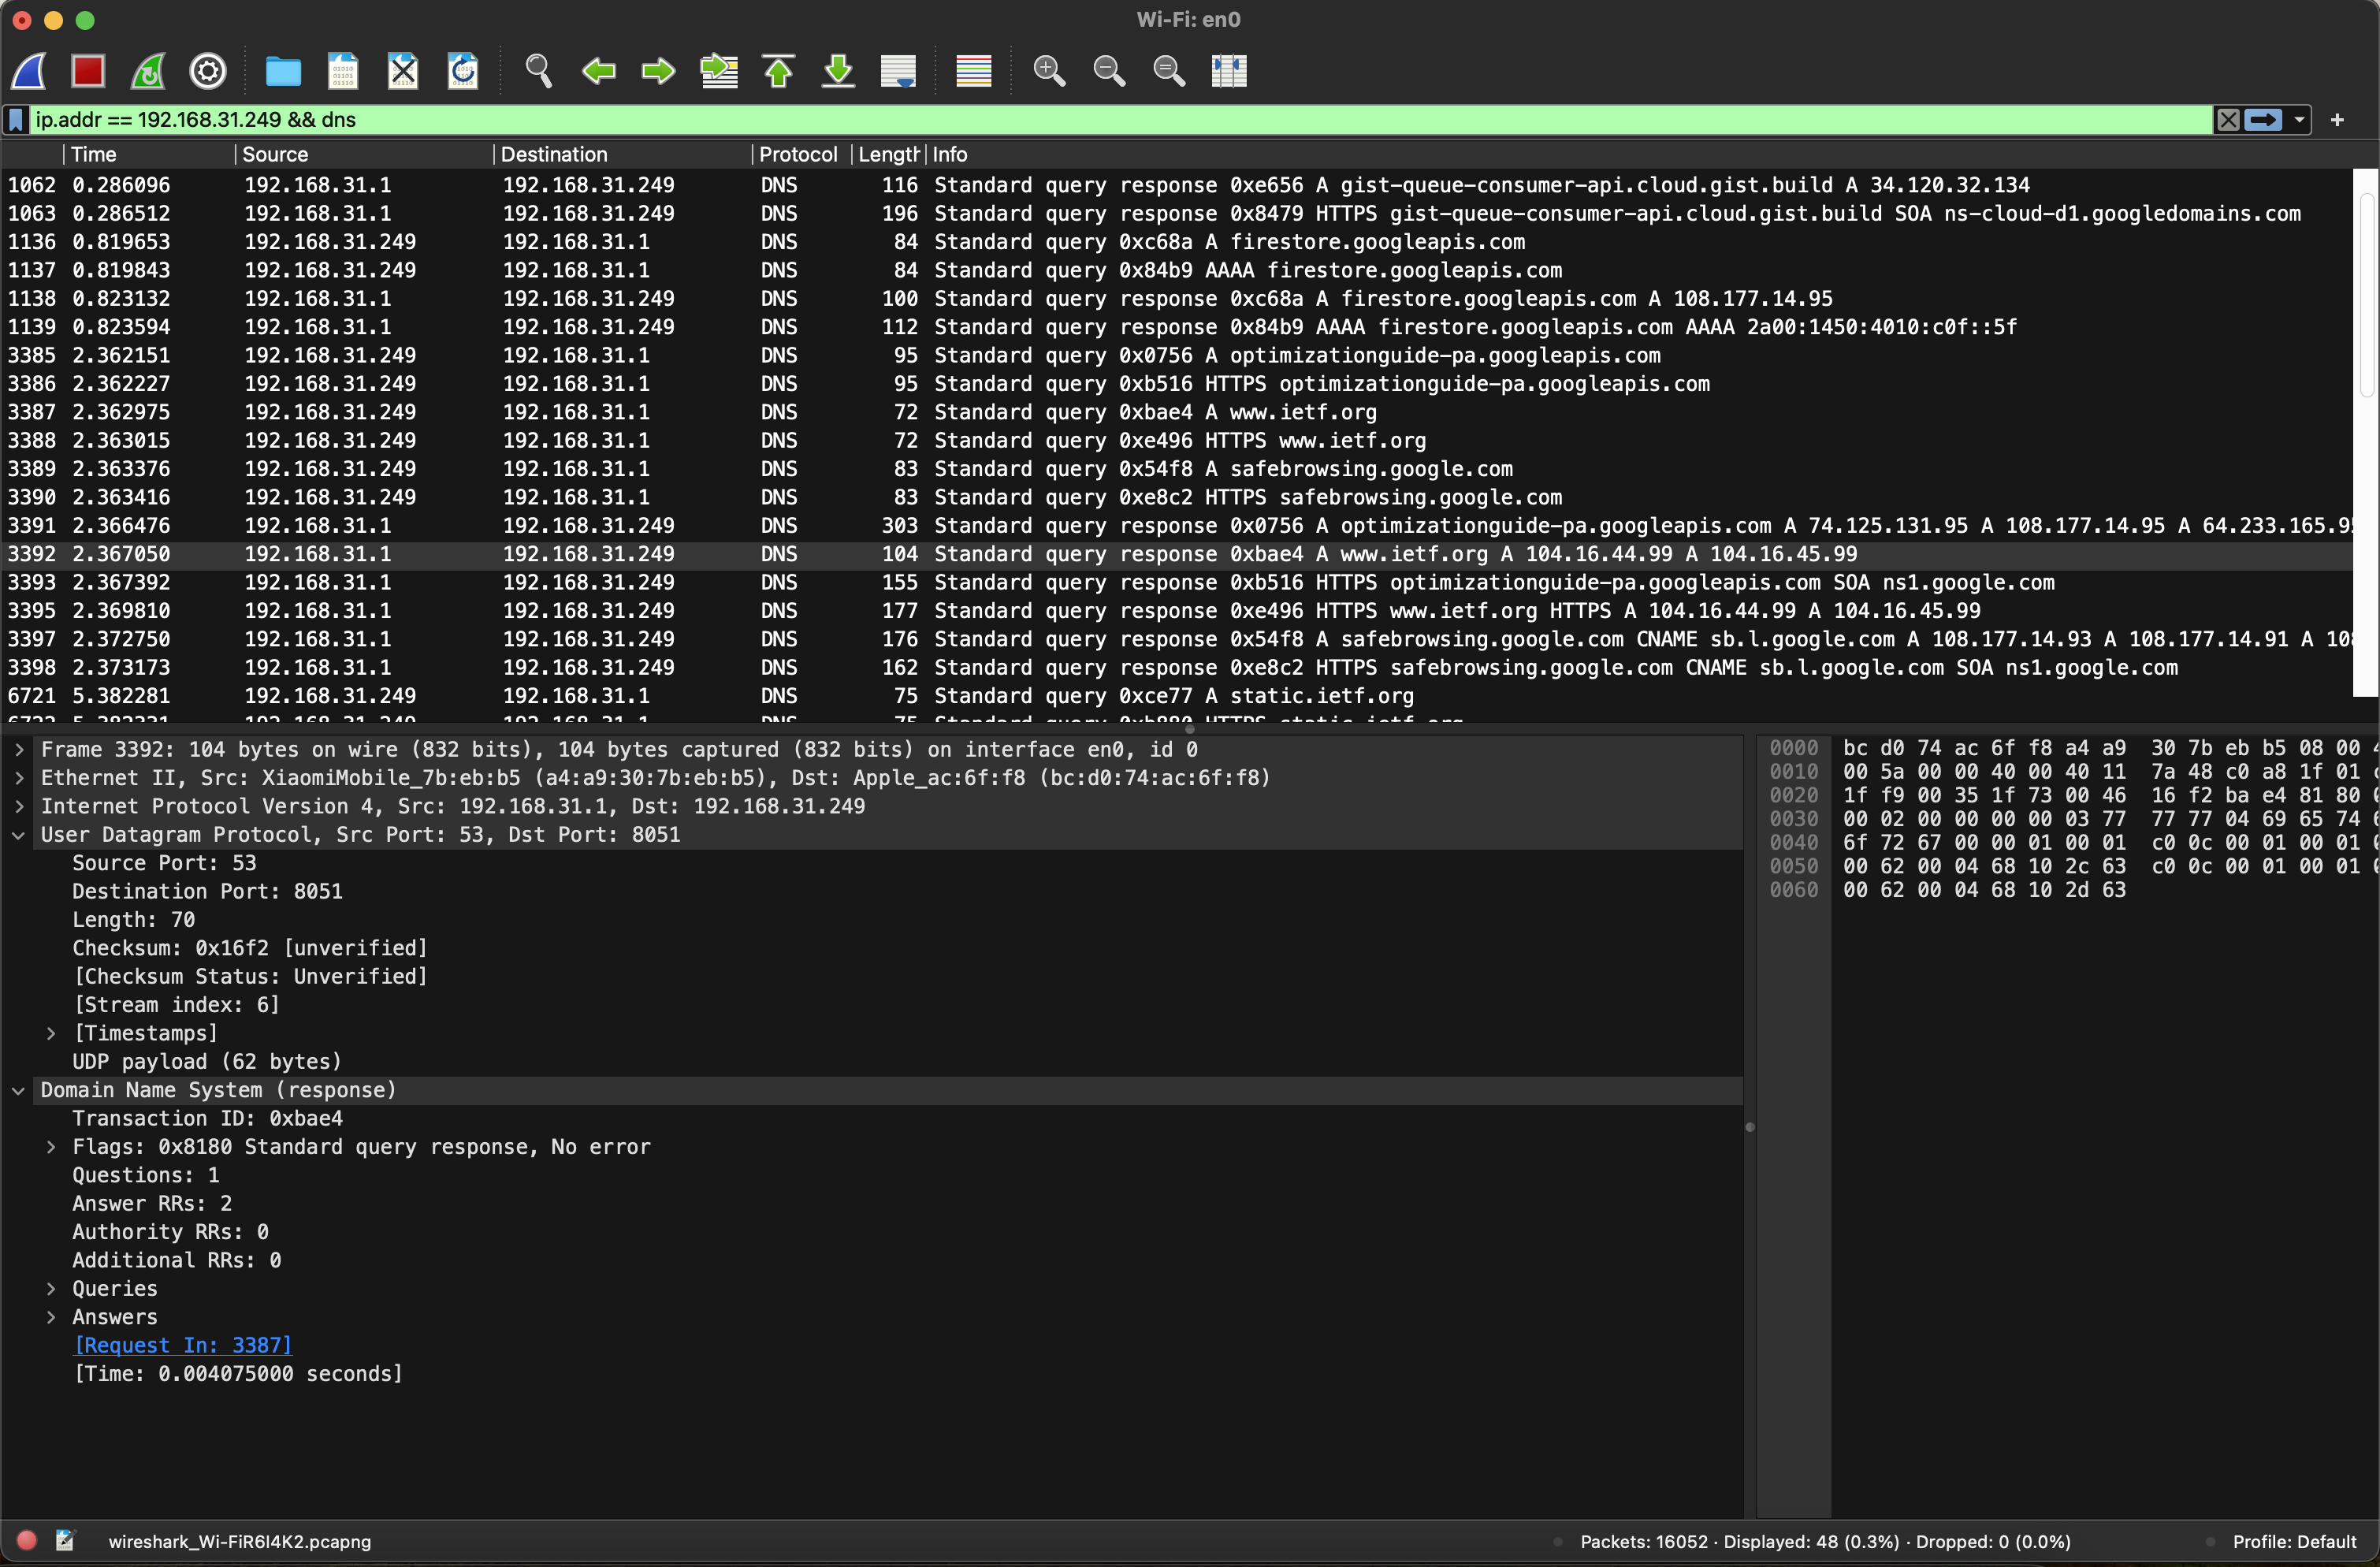 Wi-Fi: en0
ip.addr == 192.168.31.249 && dns
Time Source Destination Protocol Length Info
1062 0.286096 192.168.31.1 192.168.31.249 DNS 116 Standard query response 0xe656 A gist-queue-consumer-api.cloud.gist.build A 34.120.32.134
1063 0.286512 192.168.31.1 192.168.31.249 DNS 196 Standard query response 0x8479 HTTPS gist-queue-consumer-api.cloud.gist.build SOA ns-cloud-d1.googledomains.com
1136 0.819653 192.168.31.249 192.168.31.1 DNS 84 Standard query 0xc68a A firestore.googleapis.com
1137 0.819843 192.168.31.249 192.168.31.1 DNS 84 Standard query 0x84b9 AAAA firestore.googleapis.com
1138 0.823132 192.168.31.1 192.168.31.249 DNS 100 Standard query response 0xc68a A firestore.googleapis.com A 108.177.14.95
1139 0.823594 192.168.31.1 192.168.31.249 DNS 112 Standard query response 0x84b9 AAAA firestore.googleapis.com AAAA 2a00:1450:4010:c0f::5f
3385 2.362151 192.168.31.249 192.168.31.1 DNS 95 Standard query 0x0756 A optimizationguide-pa.googleapis.com
3386 2.362227 192.168.31.249 192.168.31.1 DNS 95 Standard query 0xb516 HTTPS optimizationguide-pa.googleapis.com
3387 2.362975 192.168.31.249 192.168.31.1 DNS 72 Standard query 0xbae4 A www.ietf.org
3388 2.363015 192.168.31.249 192.168.31.1 DNS 72 Standard query 0xe496 HTTPS www.ietf.org
3389 2.363376 192.168.31.249 192.168.31.1 DNS 83 Standard query 0x54f8 A safebrowsing.google.com
3390 2.363416 192.168.31.249 192.168.31.1 DNS 83 Standard query 0xe8c2 HTTPS safebrowsing.google.com
3391 2.366476 192.168.31.1 192.168.31.249 DNS 303 Standard query response 0x0756 A optimizationguide-pa.googleapis.com A 74.125.131.95 A 108.177.14.95 A 64.233.165.95
3392 2.367050 192.168.31.1 192.168.31.249 DNS 104 Standard query response 0xbae4 A www.ietf.org A 104.16.44.99 A 104.16.45.99
3393 2.367392 192.168.31.1 192.168.31.249 DNS 155 Standard query response 0xb516 HTTPS optimizationguide-pa.googleapis.com SOA ns1.google.com
3395 2.369810 192.168.31.1 192.168.31.249 DNS 177 Standard query response 0xe496 HTTPS www.ietf.org HTTPS A 104.16.44.99 A 104.16.45.99
3397 2.372750 192.168.31.1 192.168.31.249 DNS 176 Standard query response 0x54f8 A safebrowsing.google.com CNAME sb.l.google.com A 108.177.14.93 A 108.177.14.91 A
3398 2.373173 192.168.31.1 192.168.31.249 DNS 162 Standard query response 0xe8c2 HTTPS safebrowsing.google.com CNAME sb.l.google.com SOA ns1.google.com
6721 5.382281 192.168.31.249 192.168.31.1 DNS 75 Standard query 0xce77 A static.ietf.org
Frame 3392: 104 bytes on wire (832 bits), 104 bytes captured (832 bits) on interface en0, id 0
Ethernet II, Src: XiaomiMobile_7b:eb:b5 (a4:a9:30:7b:eb:b5), Dst: Apple_ac:6f:f8 (bc:d0:74:ac:6f:f8)
Internet Protocol Version 4, Src: 192.168.31.1, Dst: 192.168.31.249
User Datagram Protocol, Src Port: 53, Dst Port: 8051
Source Port: 53
Destination Port: 8051
Length: 70
Checksum: 0x16f2 [unverified]
[Checksum Status: Unverified]
[Stream index: 6]
[Timestamps]
UDP payload (62 bytes)
Domain Name System (response)
Transaction ID: 0xbae4
Flags: 0x8180 Standard query response, No error
Questions: 1
Answer RRs: 2
Authority RRs: 0
Additional RRs: 0
Queries
Answers
[Request In: 3387]
[Time: 0.004075000 seconds]
0000 bc d0 74 ac 6f f8 a4 a9 30 7b eb b5 08 00
0010 00 5a 00 00 40 00 40 11 7a 48 c0 a8 1f 01
0020 1f f9 00 35 1f 73 00 46 16 f2 ba e4 81 80
0030 00 02 00 00 00 00 03 77 77 77 04 69 65 74
0040 6f 72 67 00 00 01 00 01 c0 0c 00 01 00 01
0050 00 62 00 04 68 10 2c 63 c0 0c 00 01 00 01
0060 00 62 00 04 68 10 2d 63
wireshark_Wi-FiR6I4K2.pcapng
Packets: 16052 · Displayed: 48 (0.3%) · Dropped: 0 (0.0%)
Profile: Default